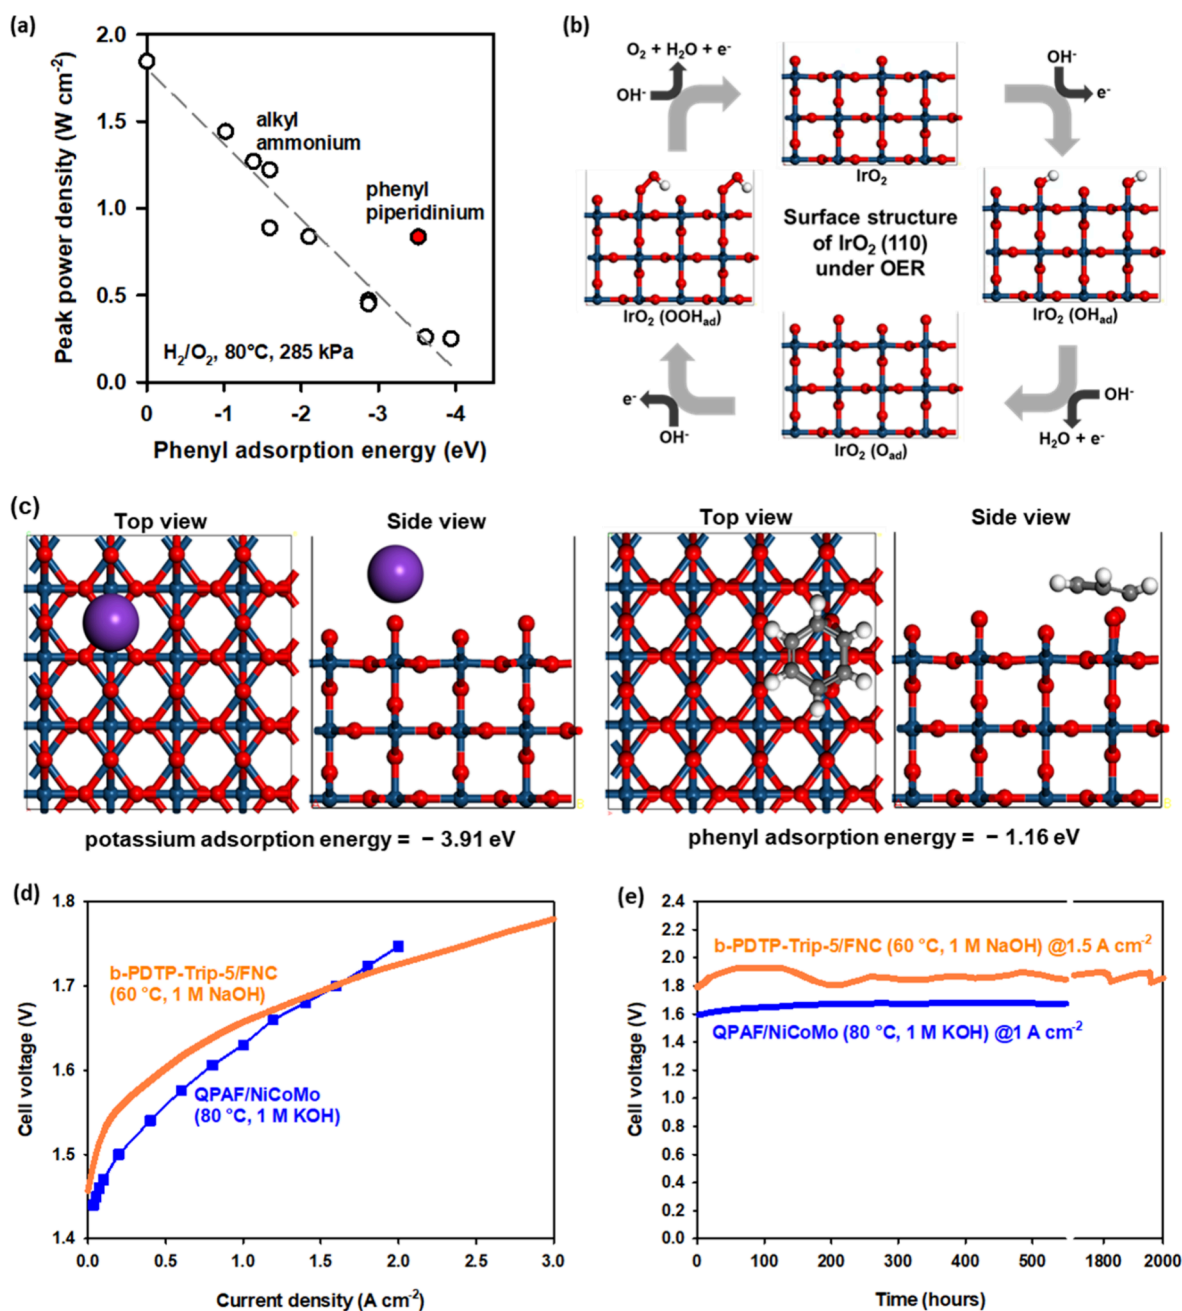 (a)
2.0
1.5
1.0
0.5
0.0
Peak power density (W cm⁻²)
alkyl
ammonium
phenyl
piperidinium
H₂/O₂, 80°C, 285 kPa
0
-1
-2
-3
-4
Phenyl adsorption energy (eV)
(b)
O₂ + H₂O + e⁻
OH⁻
OH⁻
e⁻
IrO₂
Surface structure
of IrO₂ (110)
under OER
IrO₂ (OOHad)
IrO₂ (OHad)
IrO₂ (Oad)
e⁻
OH⁻
OH⁻
H₂O + e⁻
(c)
Top view
Side view
Top view
Side view
potassium adsorption energy = − 3.91 eV
phenyl adsorption energy = − 1.16 eV
(d)
1.8
1.7
1.6
1.5
1.4
Cell voltage (V)
b-PDTP-Trip-5/FNC
(60 °C, 1 M NaOH)
QPAF/NiCoMo
(80 °C, 1 M KOH)
0.0
0.5
1.0
1.5
2.0
2.5
3.0
Current density (A cm⁻²)
(e)
2.4
2.2
2.0
1.8
1.6
1.4
1.2
1.0
0.8
0.6
0.4
0.2
0.0
Cell voltage (V)
b-PDTP-Trip-5/FNC (60 °C, 1 M NaOH) @1.5 A cm⁻²
QPAF/NiCoMo (80 °C, 1 M KOH) @1 A cm⁻²
0
100
200
300
400
500
600
1800
2000
Time (hours)